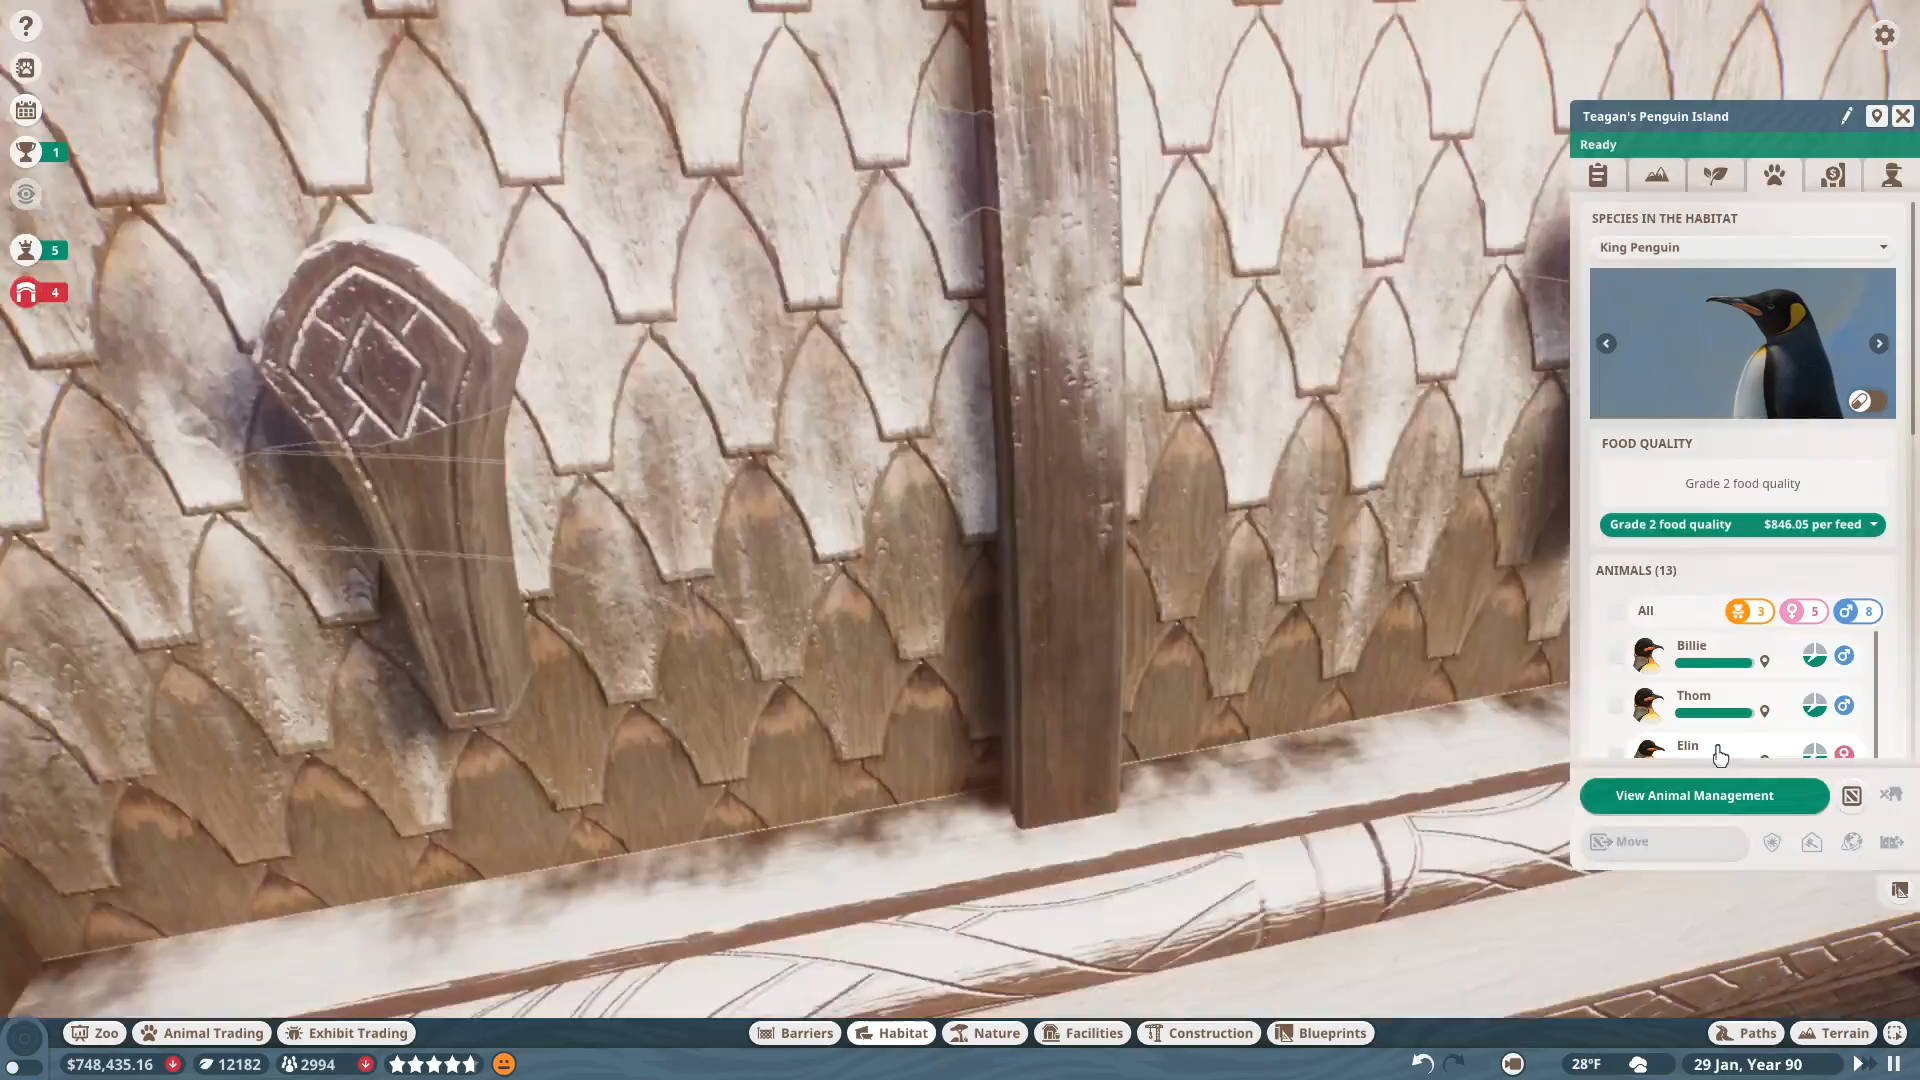 ?
1
5
4
Teagan's Penguin Island
Ready
SPECIES IN THE HABITAT
King Penguin
FOOD QUALITY
Grade 2 food quality
Grade 2 food quality $846.05 per feed
ANIMALS (13)
All 3 5 8
Billie
Thom
Elin
View Animal Management
Move
Zoo Animal Trading Exhibit Trading Barriers Habitat Nature Facilities Construction Blueprints Paths Terrain
$748,435.16 12182 2994 28°F 29 Jan, Year 90